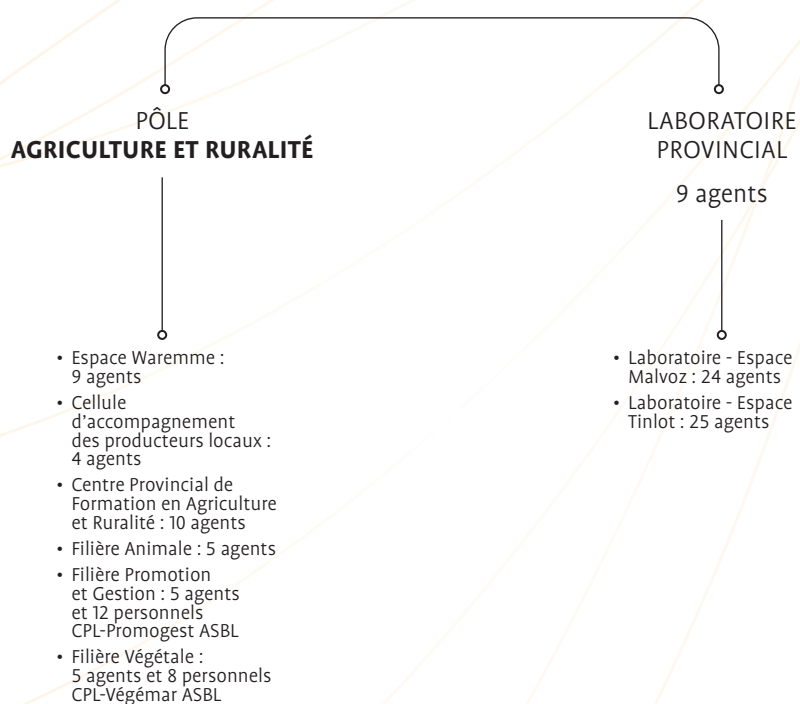 PÔLE
AGRICULTURE ET RURALITÉ
• Espace Waremme :
9 agents
• Cellule
d'accompagnement
des producteurs locaux :
4 agents
• Centre Provincial de
Formation en Agriculture
et Ruralité : 10 agents
• Filière Animale : 5 agents
• Filière Promotion
et Gestion : 5 agents
et 12 personnels
CPL-Promogest ASBL
• Filière Végétale :
5 agents et 8 personnels
CPL-Végémar ASBL
LABORATOIRE
PROVINCIAL
9 agents
• Laboratoire - Espace
Malvoz : 24 agents
• Laboratoire - Espace
Tinlot : 25 agents